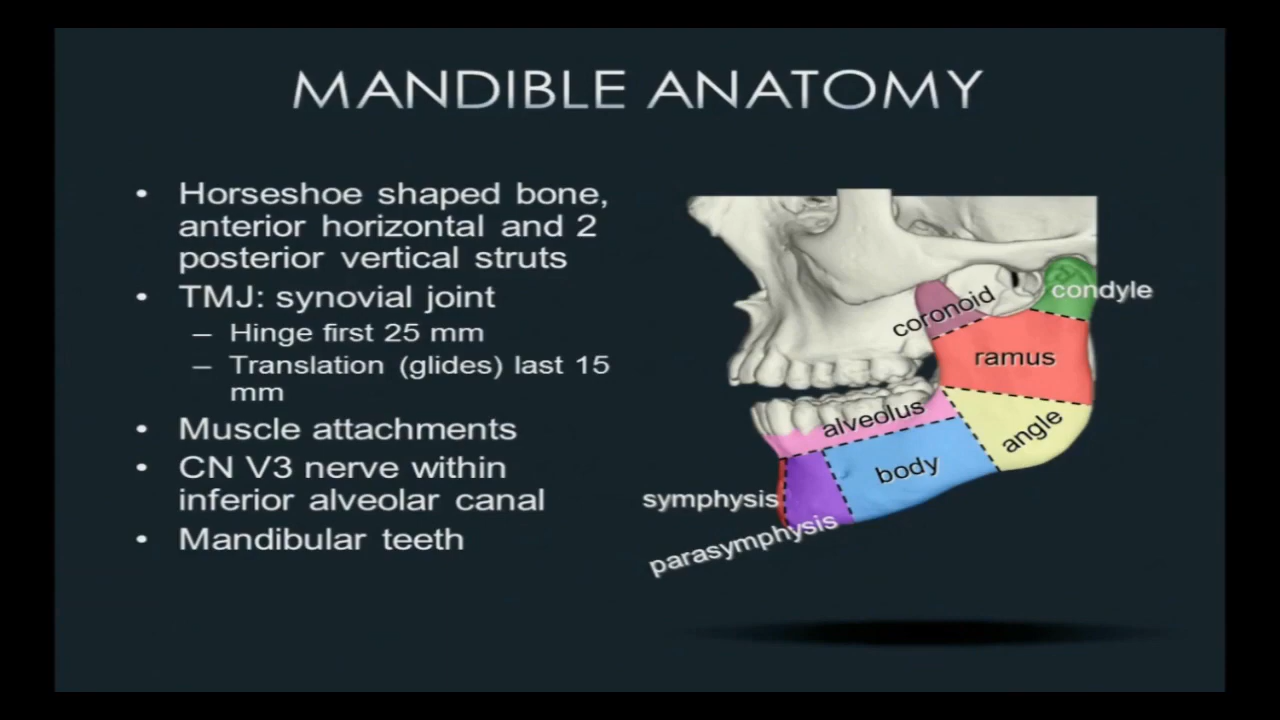 MANDIBLE ANATOMY
• Horseshoe shaped bone,
anterior horizontal and 2
posterior vertical struts
• TMJ: synovial joint
– Hinge first 25 mm
– Translation (glides) last 15
mm
• Muscle attachments
• CN V3 nerve within
inferior alveolar canal
• Mandibular teeth
coronoid
condyle
ramus
alveolus
angle
body
symphysis
parasymphysis